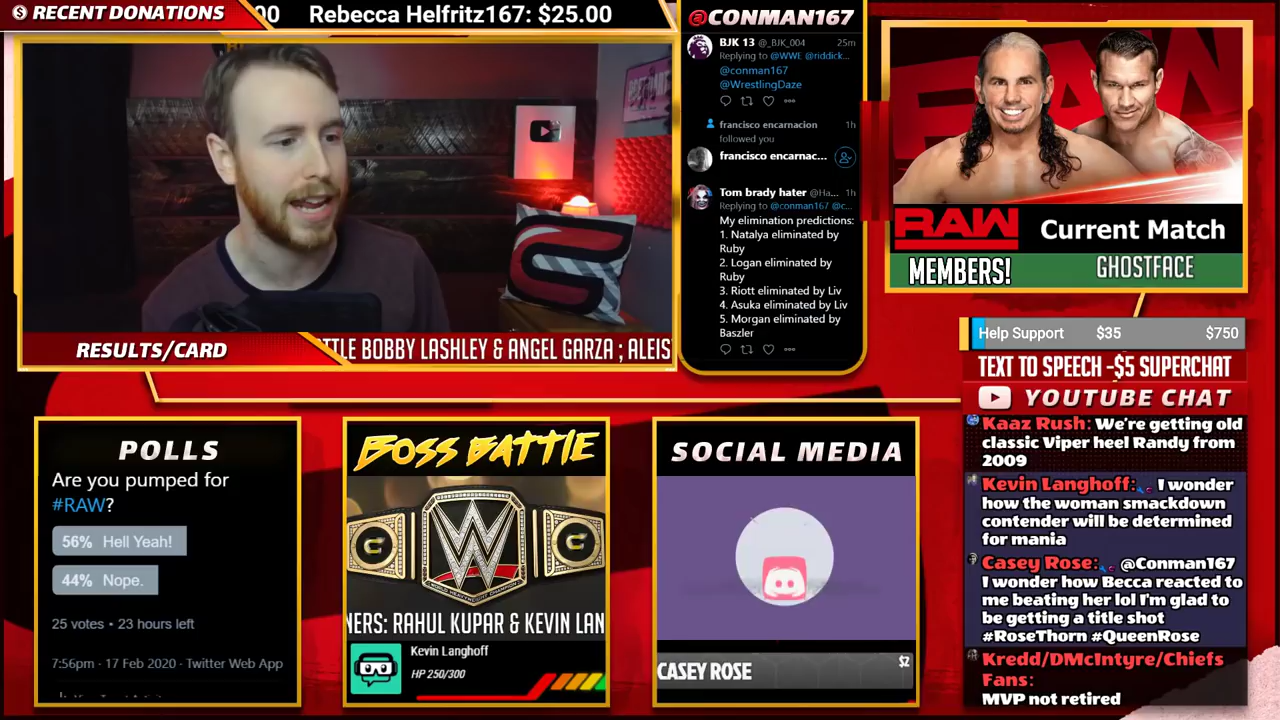 RECENT DONATIONS
00 Rebecca Helfritz167: $25.00
@CONMAN167
BJK 13 @_BJK_004 25m
Replying to @WWE @riddick...
@conman167
@WrestlingDaze
francisco encarnacion 1h
followed you
francisco encarnac...
Tom brady hater @Ha... 1h
Replying to @conman167 @c...
My elimination predictions:
1. Natalya eliminated by
Ruby
2. Logan eliminated by
Ruby
3. Riott eliminated by Liv
4. Asuka eliminated by Liv
5. Morgan eliminated by
Baszler
RAW
RAW Current Match
MEMBERS! GHOSTFACE
RESULTS/CARD
TTLE BOBBY LASHLEY & ANGEL GARZA ; ALEIS
Help Support $35 $750
TEXT TO SPEECH -$5 SUPERCHAT
YOUTUBE CHAT
Kaaz Rush: We're getting old
classic Viper heel Randy from
2009
Kevin Langhoff: I wonder
how the woman smackdown
contender will be determined
for mania
Casey Rose: @Conman167
I wonder how Becca reacted to
me beating her lol I'm glad to
be getting a title shot
#RoseThorn #QueenRose
Kredd/DMcIntyre/Chiefs
Fans:
MVP not retired
POLLS
Are you pumped for
#RAW?
56% Hell Yeah!
44% Nope.
25 votes • 23 hours left
7:56pm · 17 Feb 2020 · Twitter Web App
BOSS BATTLE
NERS: RAHUL KUPAR & KEVIN LAN
Kevin Langhoff
HP 250/300
SOCIAL MEDIA
CASEY ROSE $2